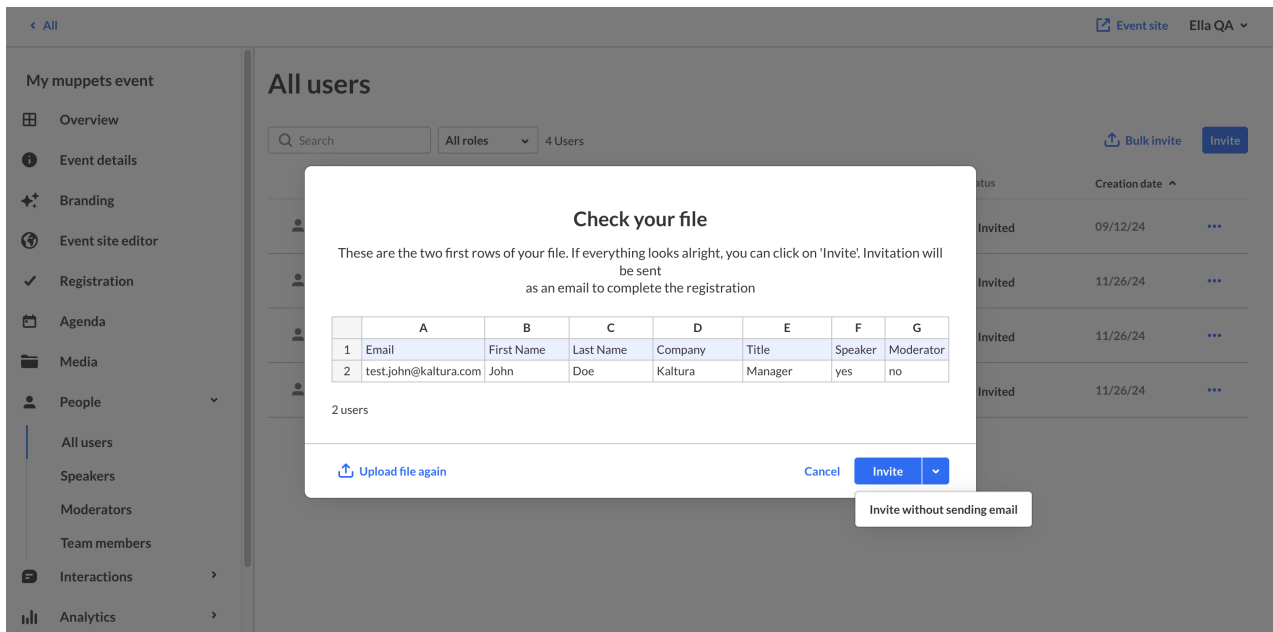 All
Event site
Ella QA
My muppets event
Overview
Event details
Branding
Event site editor
Registration
Agenda
Media
People
All users
Speakers
Moderators
Team members
Interactions
Analytics
All users
Search
All roles
4 Users
Bulk invite
Invite
atus
Creation date
Invited
09/12/24
Invited
11/26/24
Invited
11/26/24
Invited
11/26/24
Check your file
These are the two first rows of your file. If everything looks alright, you can click on 'Invite'. Invitation will
be sent
as an email to complete the registration
A B C D E F G
1 Email First Name Last Name Company Title Speaker Moderator
2 test.john@kaltura.com John Doe Kaltura Manager yes no
2 users
Upload file again
Cancel
Invite
Invite without sending email